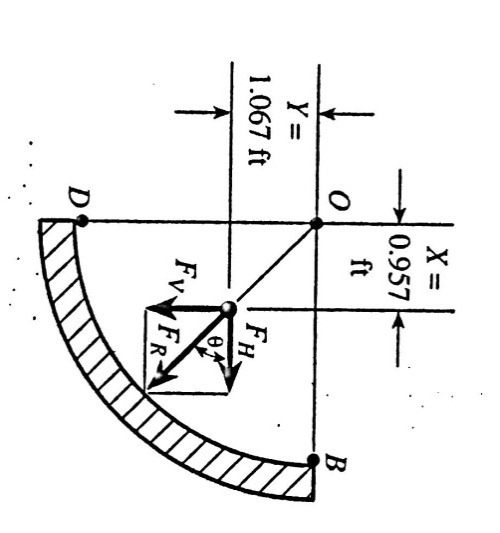 X =
0.957
ft
Y =
1.067 ft
O
D
B
F_H
θ
F_V
F_R